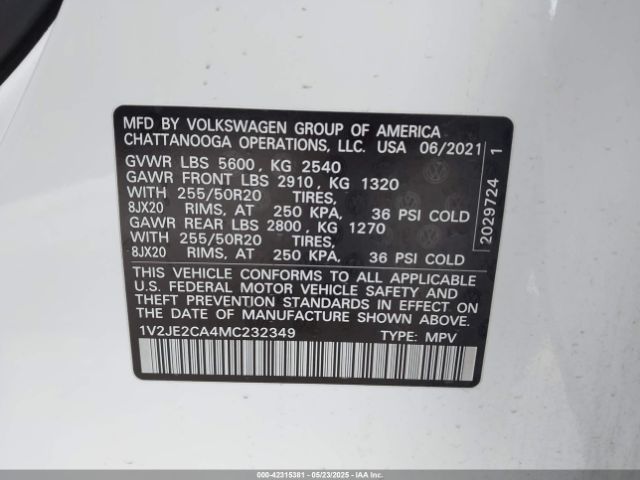 MFD BY VOLKSWAGEN GROUP OF AMERICA
CHATTANOOGA OPERATIONS, LLC. USA 06/2021
GVWR LBS 5600, KG 2540
GAWR FRONT LBS 2910, KG 1320
WITH 255/50R20 TIRES,
8JX20 RIMS, AT 250 KPA, 36 PSI COLD
GAWR REAR LBS 2800, KG 1270
WITH 255/50R20 TIRES,
8JX20 RIMS, AT 250 KPA, 36 PSI COLD
THIS VEHICLE CONFORMS TO ALL APPLICABLE
U.S. FEDERAL MOTOR VEHICLE SAFETY AND
THEFT PREVENTION STANDARDS IN EFFECT ON
THE DATE OF MANUFACTURE SHOWN ABOVE.
1V2JE2CA4MC232349 TYPE: MPV
2029724 1
000-42315381 - 05/23/2025 - IAA Inc.